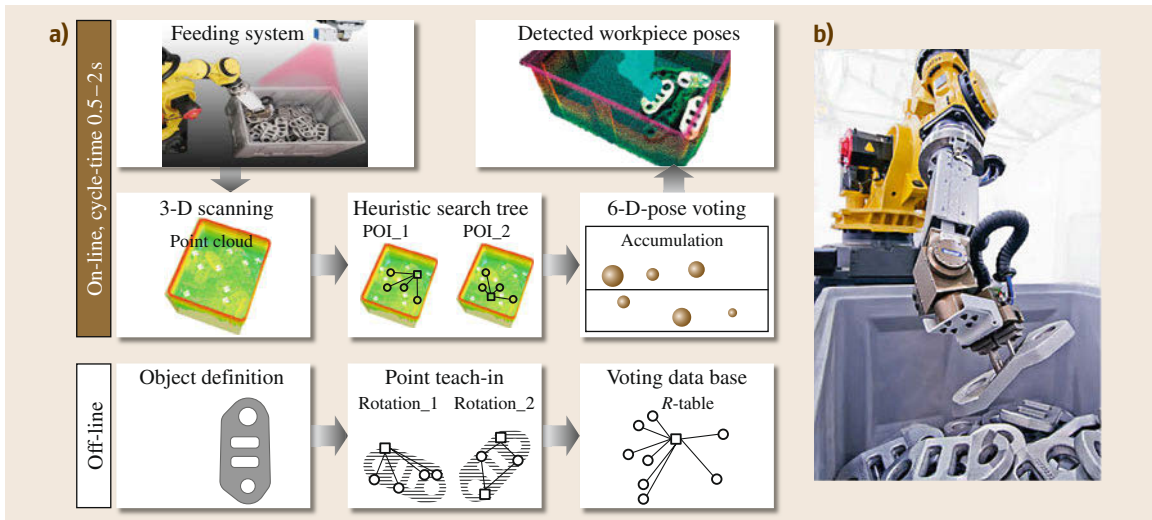 a)
On-line, cycle-time 0.5–2 s
Feeding system
Detected workpiece poses
3-D scanning
Point cloud
Heuristic search tree
POI_1
POI_2
6-D-pose voting
Accumulation
Off-line
Object definition
Point teach-in
Rotation_1
Rotation_2
Voting data base
R-table
b)